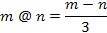 m @ n = (m − n)/3